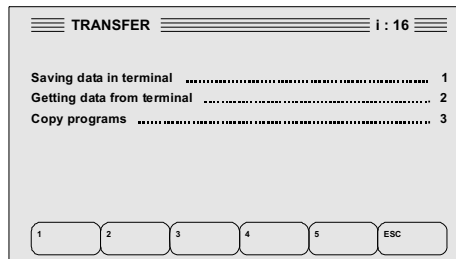 TRANSFER i : 16
Saving data in terminal ........................ 1
Getting data from terminal ........................ 2
Copy programs ........................ 3
1 2 3 4 5 ESC